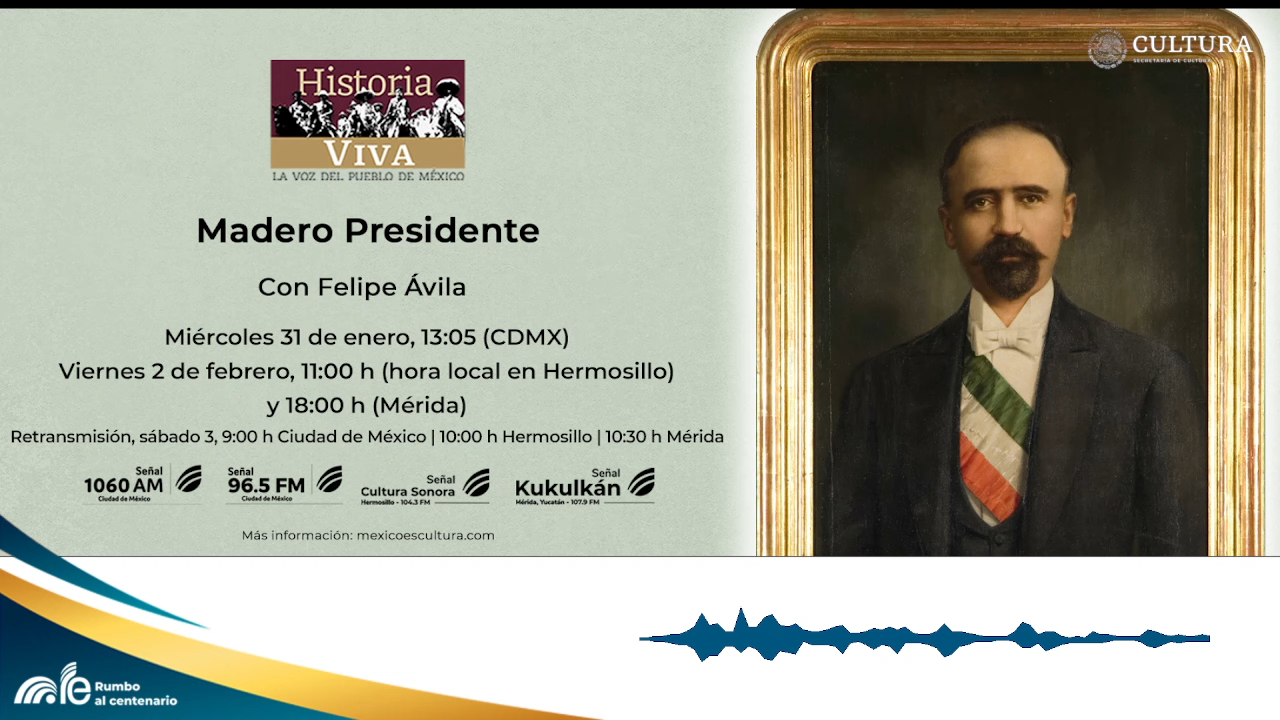 CULTURA
SECRETARÍA DE CULTURA
Historia
VIVA
LA VOZ DEL PUEBLO DE MÉXICO
Madero Presidente
Con Felipe Ávila
Miércoles 31 de enero, 13:05 (CDMX)
Viernes 2 de febrero, 11:00 h (hora local en Hermosillo)
y 18:00 h (Mérida)
Retransmisión, sábado 3, 9:00 h Ciudad de México | 10:00 h Hermosillo | 10:30 h Mérida
Señal
1060 AM
Ciudad de México
Señal
96.5 FM
Ciudad de México
Señal
Cultura Sonora
Hermosillo - 104.3 FM
Señal
Kukulkán
Mérida, Yucatán - 107.9 FM
Más información: mexicoescultura.com
Rumbo
al centenario